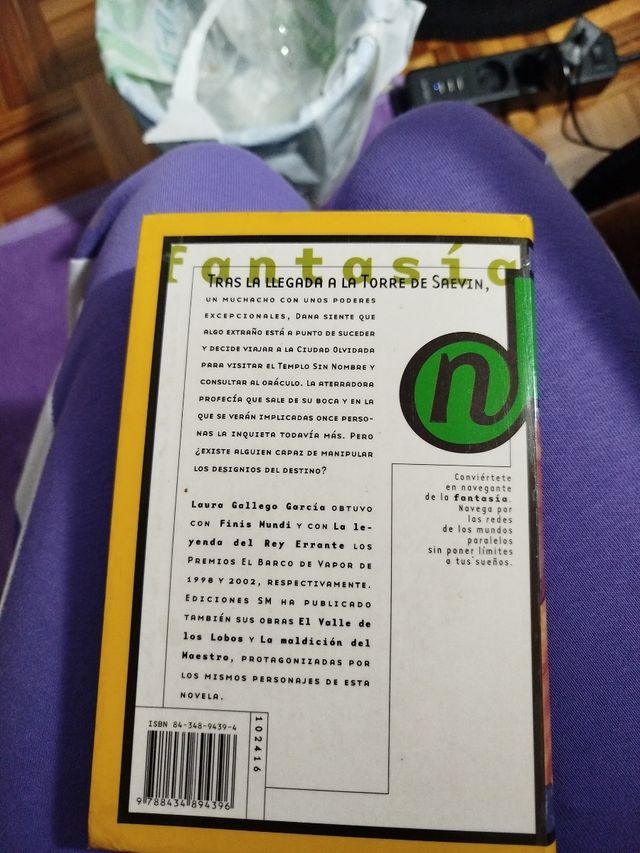 fantasía
TRAS LA LLEGADA A LA TORRE DE SAEVIN,
UN MUCHACHO CON UNOS PODERES
EXCEPCIONALES, DANA SIENTE QUE
ALGO EXTRAÑO ESTÁ A PUNTO DE SUCEDER
Y DECIDE VIAJAR A LA CIUDAD OLVIDADA
PARA VISITAR EL TEMPLO SIN NOMBRE Y
CONSULTAR AL ORÁCULO. LA ATERRADORA
PROFECÍA QUE SALE DE SU BOCA Y EN LA
QUE SE VERÁN IMPLICADAS ONCE PERSO-
NAS LA INQUIETA TODAVÍA MÁS. PERO
¿EXISTE ALGUIEN CAPAZ DE MANIPULAR
LOS DESIGNIOS DEL DESTINO?
Laura Gallego García OBTUVO
CON Finis Mundi Y CON La le-
yenda del Rey Errante LOS
PREMIOS EL BARCO DE VAPOR DE
1998 Y 2002, RESPECTIVAMENTE.
EDICIONES SM HA PUBLICADO
TAMBIÉN SUS OBRAS El Valle de
los Lobos Y La maldición del
Maestro, PROTAGONIZADAS POR
LOS MISMOS PERSONAJES DE ESTA
NOVELA.
n
Conviértete
en navegante
de la fantasía.
Navega por
las redes
de los mundos
paralelos
sin poner límites
a tus sueños.
ISBN 84-348-9439-4
9 788434 894396
102416